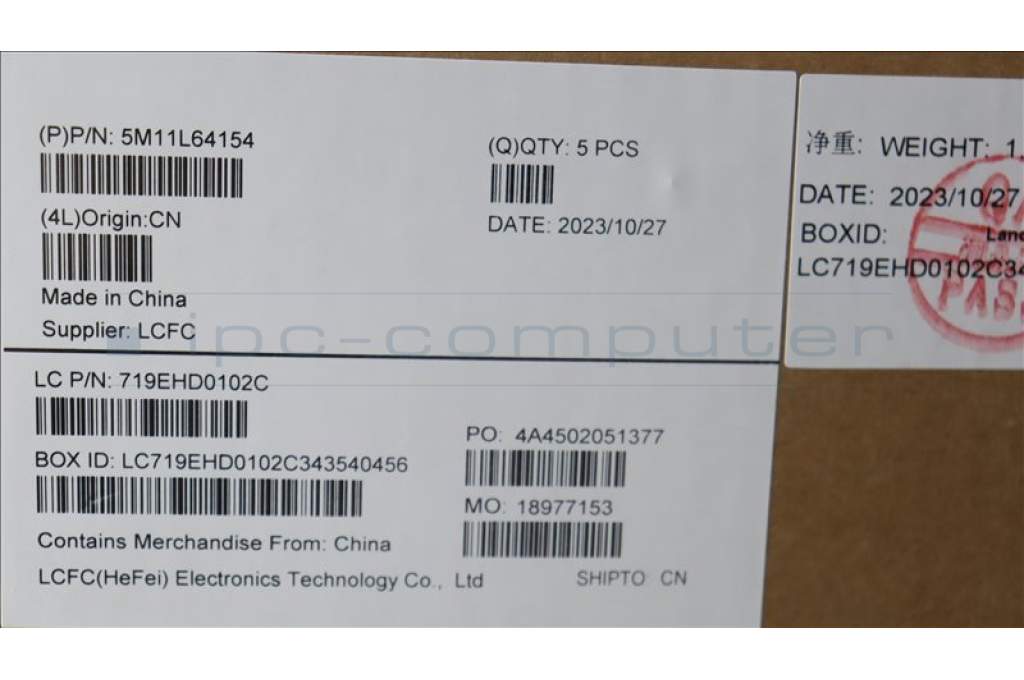 (P)P/N: 5M11L64154
(Q)QTY: 5 PCS
(4L)Origin:CN
DATE: 2023/10/27
Made in China
Supplier: LCFC
ipc-computer
LC P/N: 719EHD0102C
PO: 4A4502051377
BOX ID: LC719EHD0102C343540456
MO: 18977153
Contains Merchandise From: China
LCFC(HeFei) Electronics Technology Co., Ltd
SHIPTO CN
净重: WEIGHT: 1.
DATE: 2023/10/27
BOXID:
LC719EHD0102C34